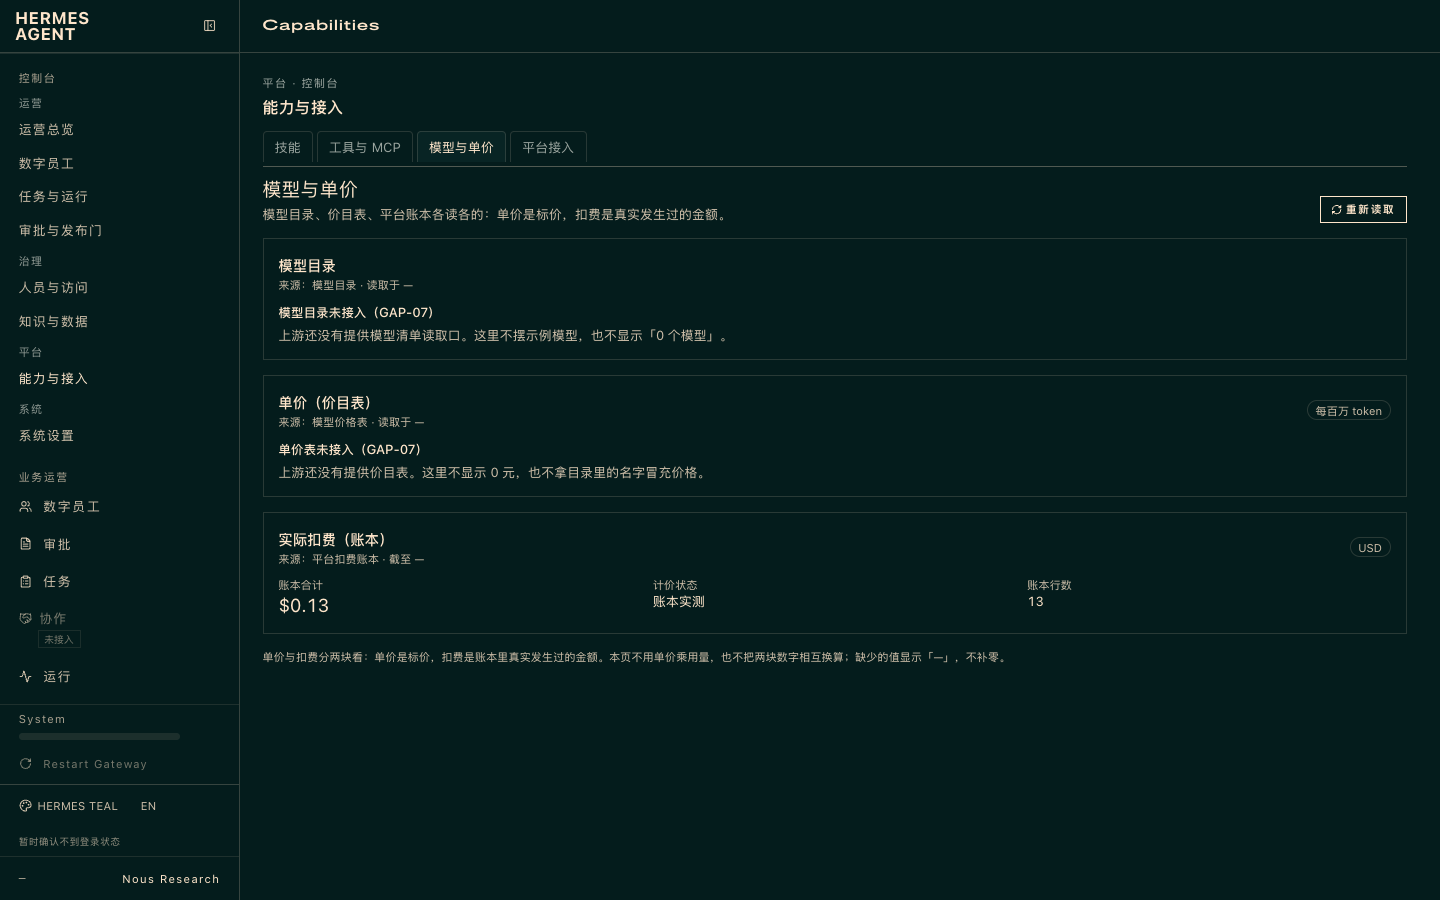 HERMES
AGENT
Capabilities
控制台
运营
运营总览
数字员工
任务与运行
审批与发布门
治理
人员与访问
知识与数据
平台
能力与接入
系统
系统设置
业务运营
数字员工
审批
任务
协作
未接入
运行
System
Restart Gateway
HERMES TEAL EN
暂时确认不到登录状态
— Nous Research
平台 · 控制台
能力与接入
技能 工具与 MCP 模型与单价 平台接入
模型与单价
模型目录、价目表、平台账本各读各的：单价是标价，扣费是真实发生过的金额。
重新读取
模型目录
来源：模型目录 · 读取于 —
模型目录未接入（GAP-07）
上游还没有提供模型清单读取口。这里不摆示例模型，也不显示「0 个模型」。
单价（价目表）
来源：模型价格表 · 读取于 —
每百万 token
单价表未接入（GAP-07）
上游还没有提供价目表。这里不显示 0 元，也不拿目录里的名字冒充价格。
实际扣费（账本）
来源：平台扣费账本 · 截至 —
USD
账本合计 计价状态 账本行数
$0.13 账本实测 13
单价与扣费分两块看：单价是标价，扣费是账本里真实发生过的金额。本页不用单价乘用量，也不把两块数字相互换算；缺少的值显示「—」，不补零。